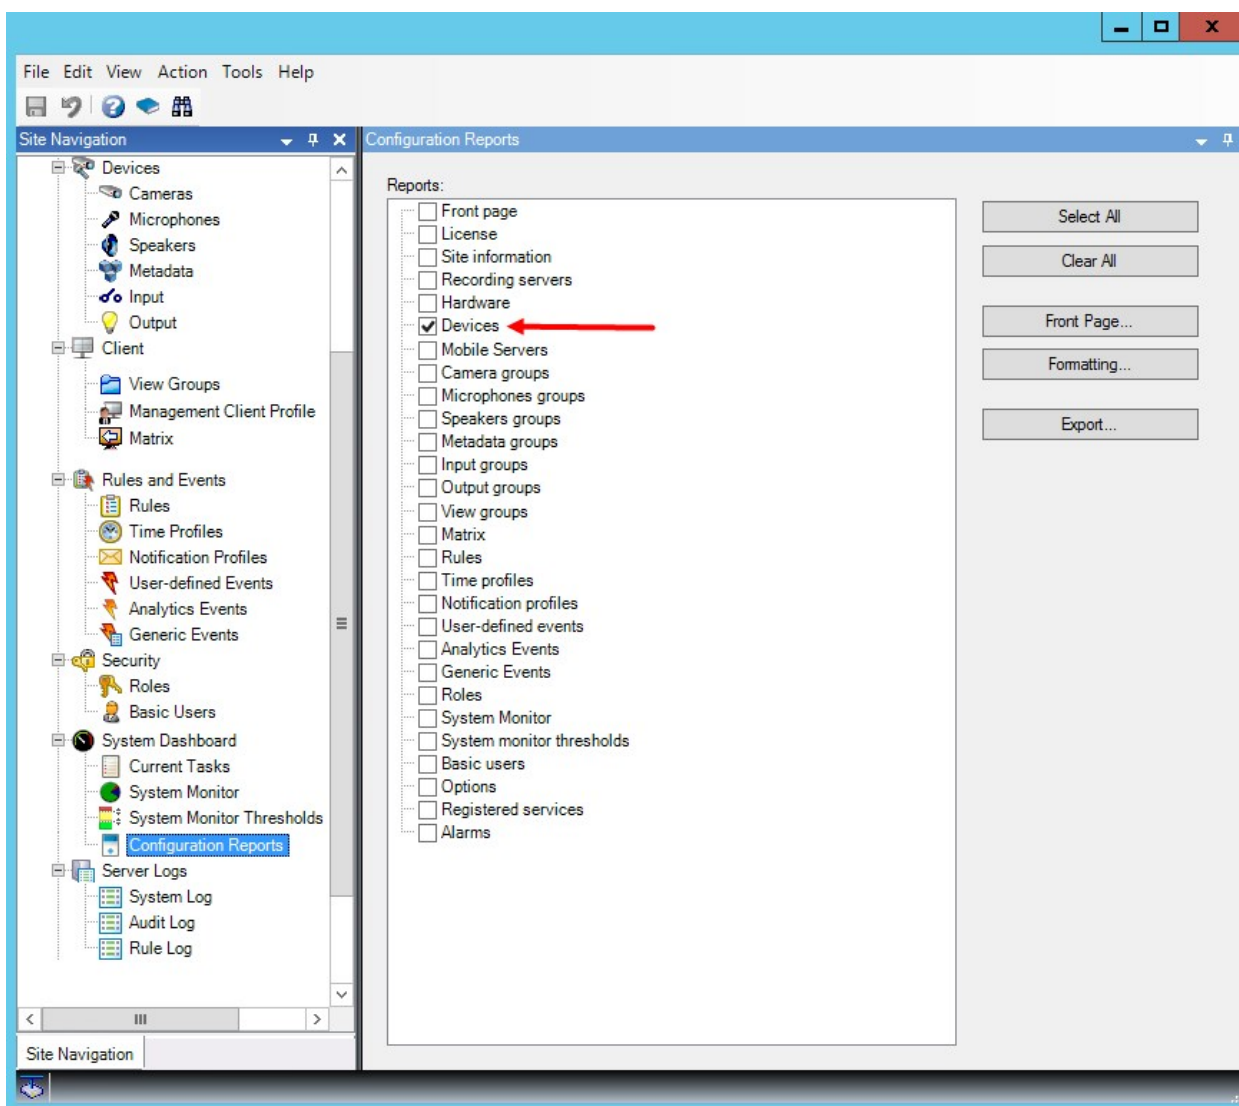 File Edit View Action Tools Help
Site Navigation
Devices
Cameras
Microphones
Speakers
Metadata
Input
Output
Client
View Groups
Management Client Profile
Matrix
Rules and Events
Rules
Time Profiles
Notification Profiles
User-defined Events
Analytics Events
Generic Events
Security
Roles
Basic Users
System Dashboard
Current Tasks
System Monitor
System Monitor Thresholds
Configuration Reports
Server Logs
System Log
Audit Log
Rule Log
Site Navigation
Configuration Reports
Reports:
Front page
License
Site information
Recording servers
Hardware
Devices
Mobile Servers
Camera groups
Microphones groups
Speakers groups
Metadata groups
Input groups
Output groups
View groups
Matrix
Rules
Time profiles
Notification profiles
User-defined events
Analytics Events
Generic Events
Roles
System Monitor
System monitor thresholds
Basic users
Options
Registered services
Alarms
Select All
Clear All
Front Page...
Formatting...
Export...